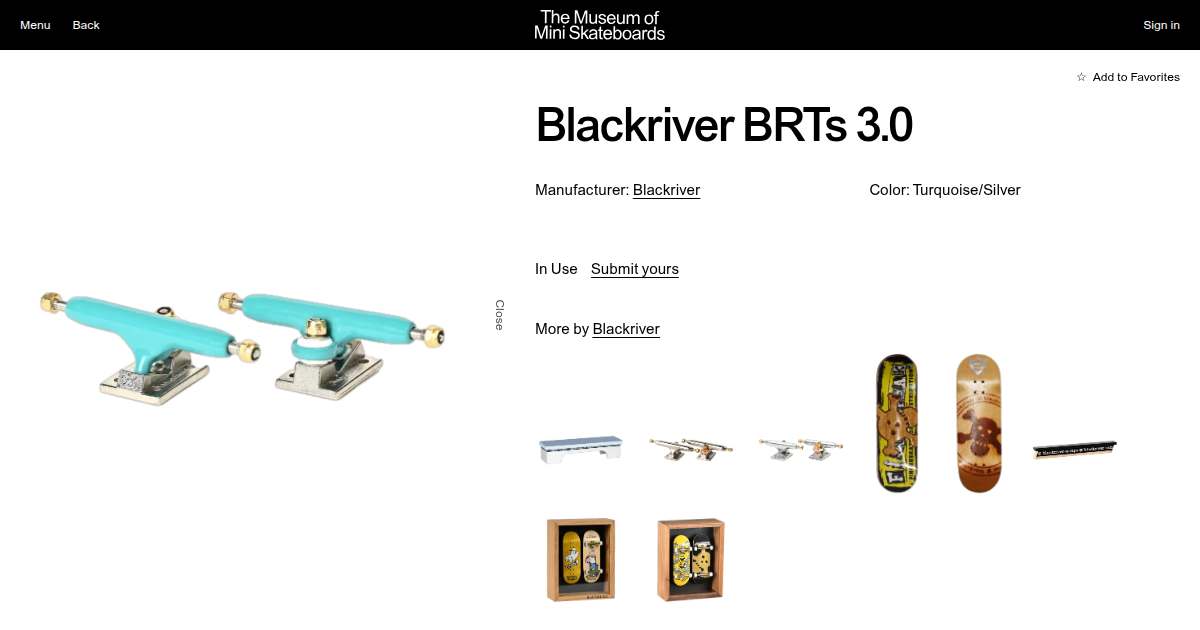 Menu
Back
The Museum of
Mini Skateboards
Sign in
☆ Add to Favorites
Blackriver BRTs 3.0
Manufacturer: Blackriver
Color: Turquoise/Silver
In Use Submit yours
Close
More by Blackriver